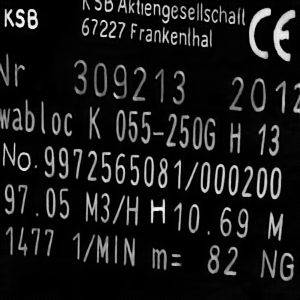 KSB KSB Aktiengesellschaft
67227 Frankenthal CE
Nr 309213 2012
wabloc K 055-250G H 13
No. 9972565081/000200
97.05 M3/H H 10.69 M
1477 1/MIN m= 82 NG